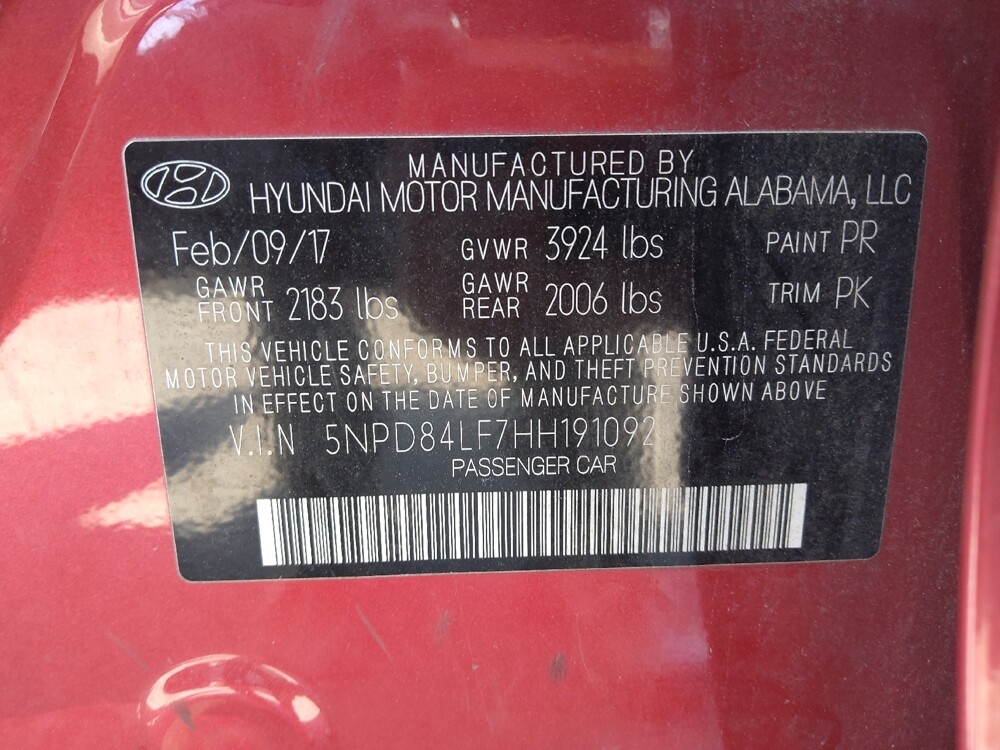 MANUFACTURED BY
HYUNDAI MOTOR MANUFACTURING ALABAMA, LLC
Feb/09/17 GVWR 3924 lbs PAINT PR
GAWR FRONT 2183 lbs GAWR REAR 2006 lbs TRIM PK
THIS VEHICLE CONFORMS TO ALL APPLICABLE U.S.A. FEDERAL
MOTOR VEHICLE SAFETY, BUMPER, AND THEFT PREVENTION STANDARDS
IN EFFECT ON THE DATE OF MANUFACTURE SHOWN ABOVE
V.I.N 5NPD84LF7HH191092
PASSENGER CAR